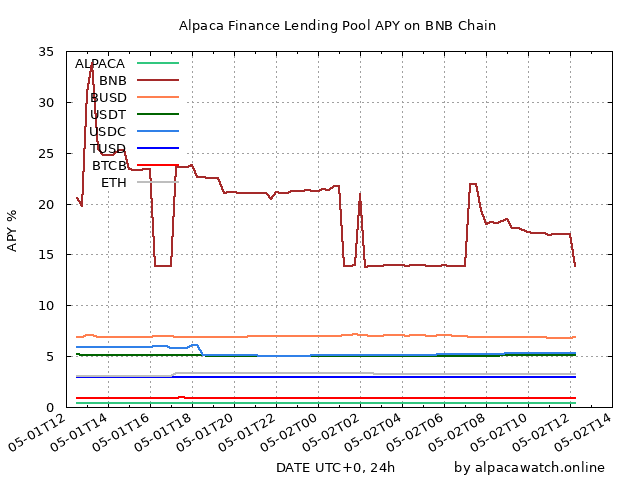 Alpaca Finance Lending Pool APY on BNB Chain
APY %
35
30
25
20
15
10
5
0
ALPACA
BNB
BUSD
USDT
USDC
TUSD
BTCB
ETH
05-01T12
05-01T14
05-01T16
05-01T18
05-01T20
05-01T22
05-02T00
05-02T02
05-02T04
05-02T06
05-02T08
05-02T10
05-02T12
05-02T14
DATE UTC+0, 24h
by alpacawatch.online